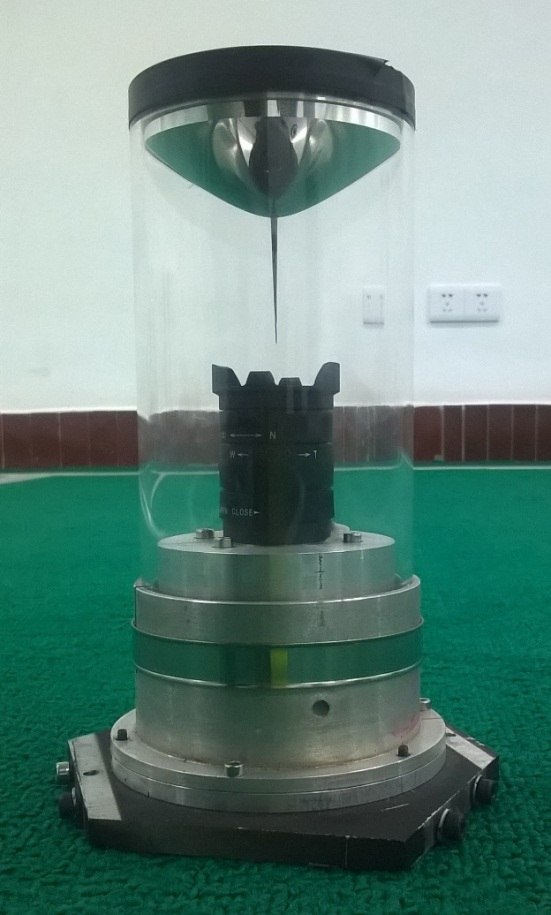 ← N
W ← → T
CLOSE←